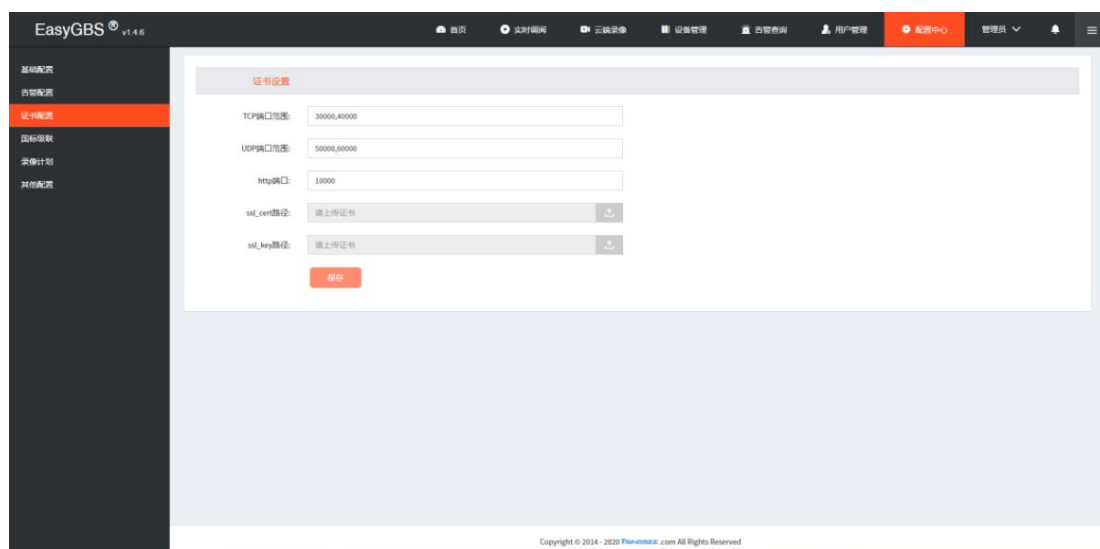 EasyGBS ® v1.4.6
首页 实时调阅 云端录像 设备管理 告警查询 用户管理 配置中心 管理员
基础配置
告警配置
证书配置
国标级联
录像计划
其他配置
证书设置
TCP端口范围: 30000,40000
UDP端口范围: 50000,60000
http端口: 10000
ssl_cert路径: 请上传证书
ssl_key路径: 请上传证书
保存
Copyright © 2014 - 2020 .com All Rights Reserved